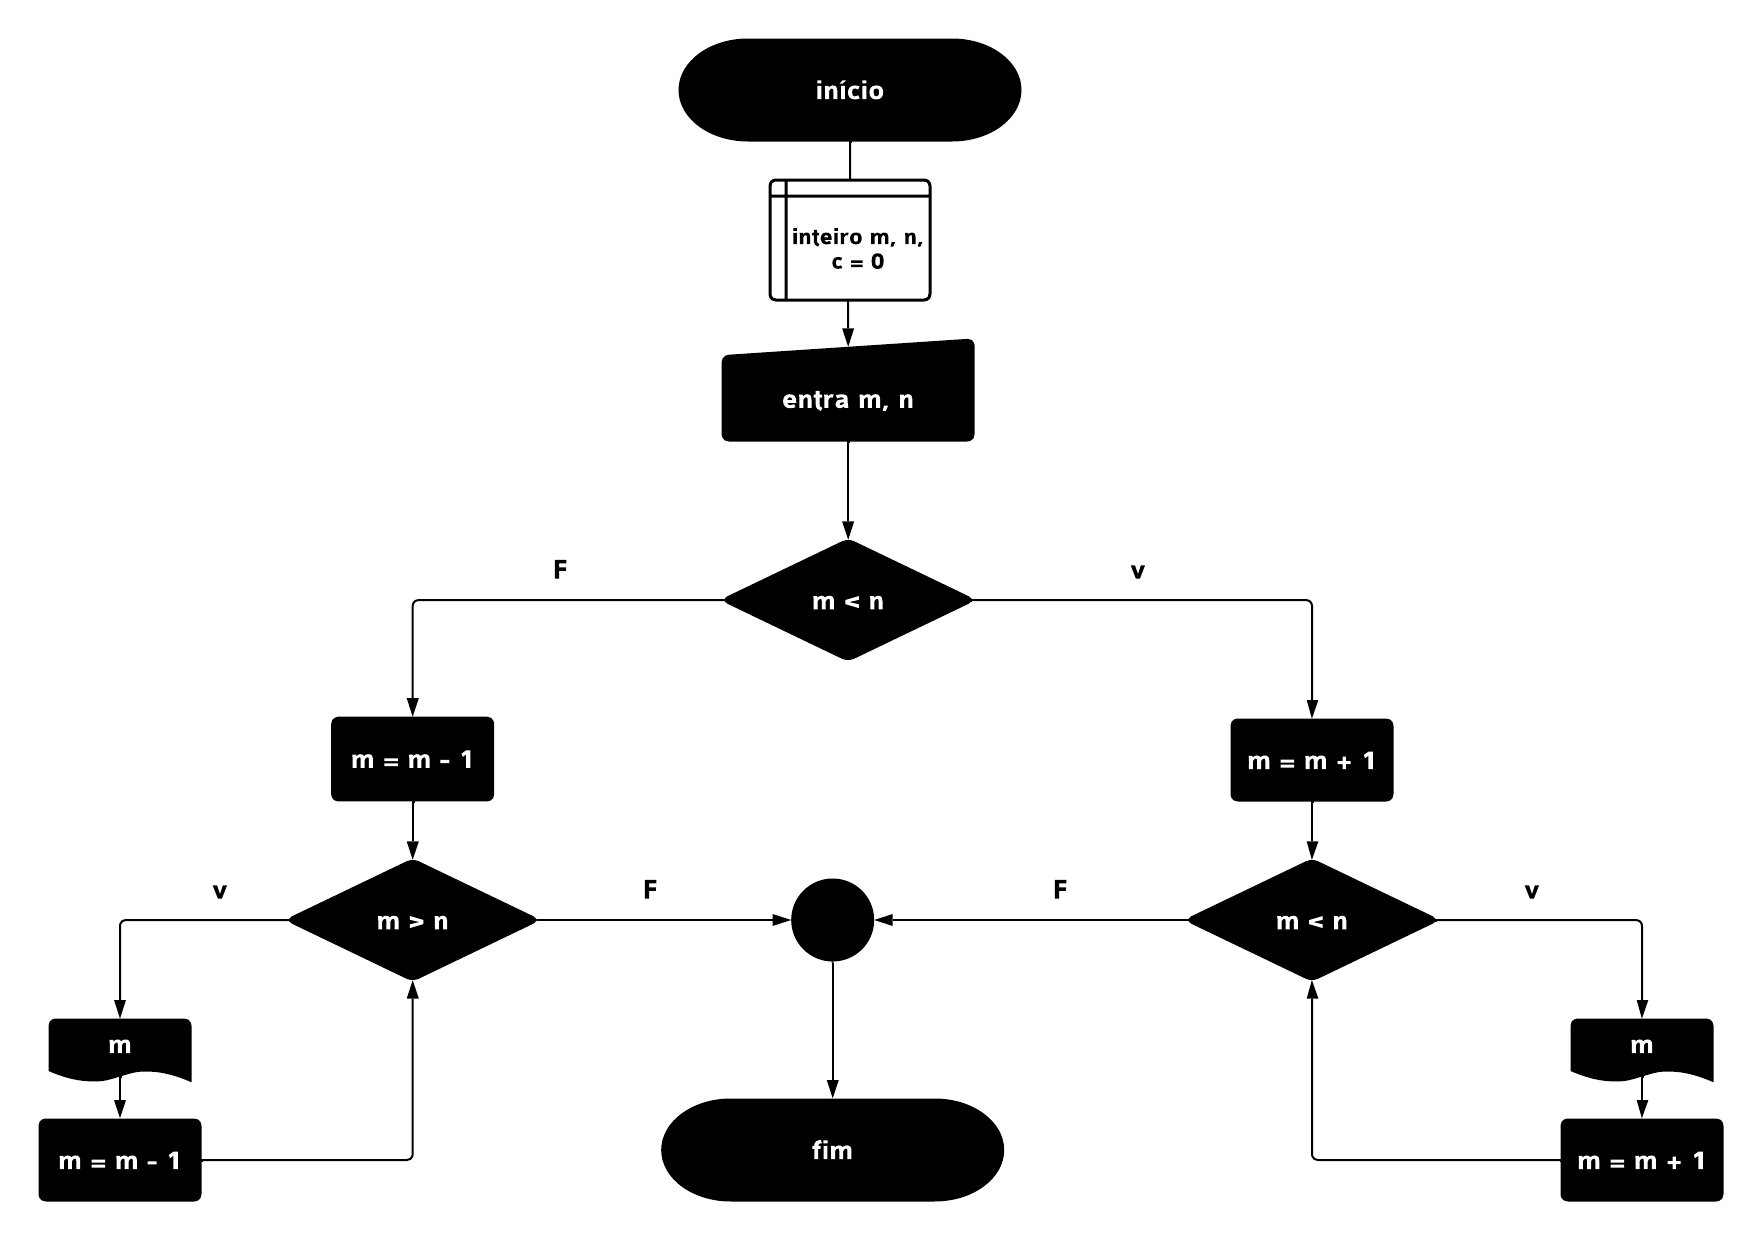 início
inteiro m, n,
c = 0
entra m, n
F
v
m < n
m = m - 1
m = m + 1
v
F
F
v
m > n
m < n
m
m
m = m - 1
fim
m = m + 1